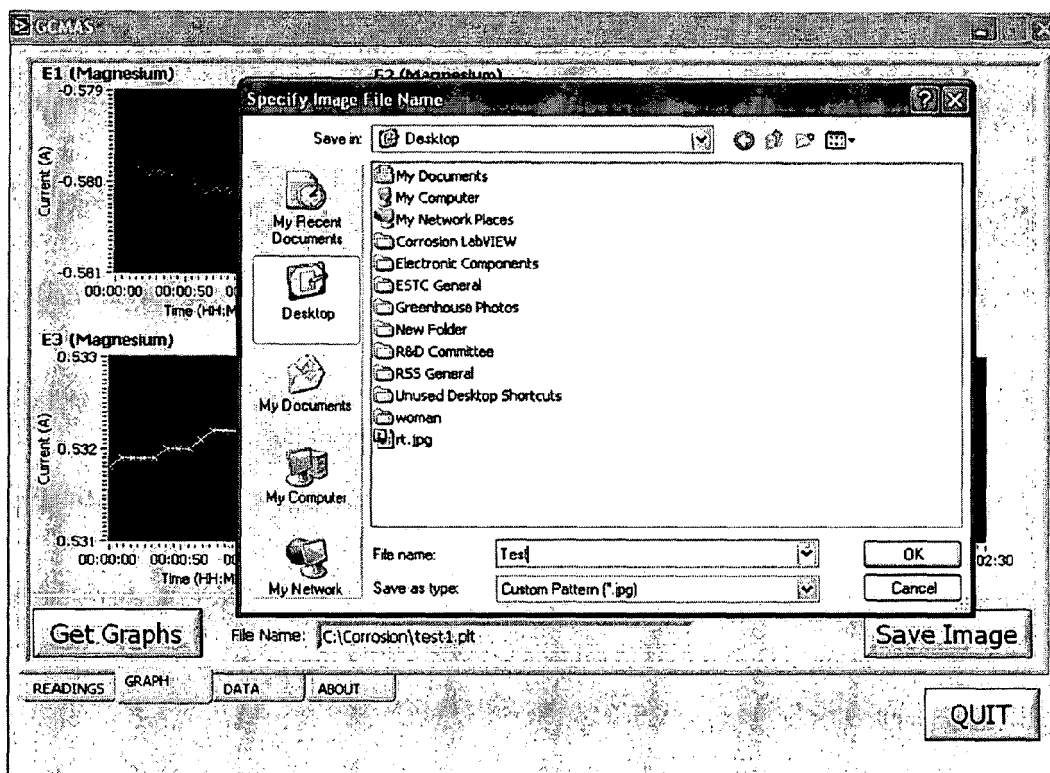 GCMAS
E1 (Magnesium)
E2 (Magnesium)
-0.579
-0.580
-0.581
Current (A)
00:00:00 00:00:50
Time (HH:M
E3 (Magnesium)
0.533
0.532
0.531
Current (A)
00:00:00 00:00:50
Time (HH:M
02:30
Specify Image File Name
Save in: Desktop
My Recent
Documents
Desktop
My Documents
My Computer
My Network
My Documents
My Computer
My Network Places
Corrosion LabVIEW
Electronic Components
ESTC General
Greenhouse Photos
New Folder
R&D Committee
RSS General
Unused Desktop Shortcuts
woman
rt.jpg
File name: Test
OK
Save as type: Custom Pattern (*.jpg)
Cancel
Get Graphs
File Name: C:\Corrosion\test1.plt
Save Image
READINGS GRAPH DATA ABOUT
QUIT